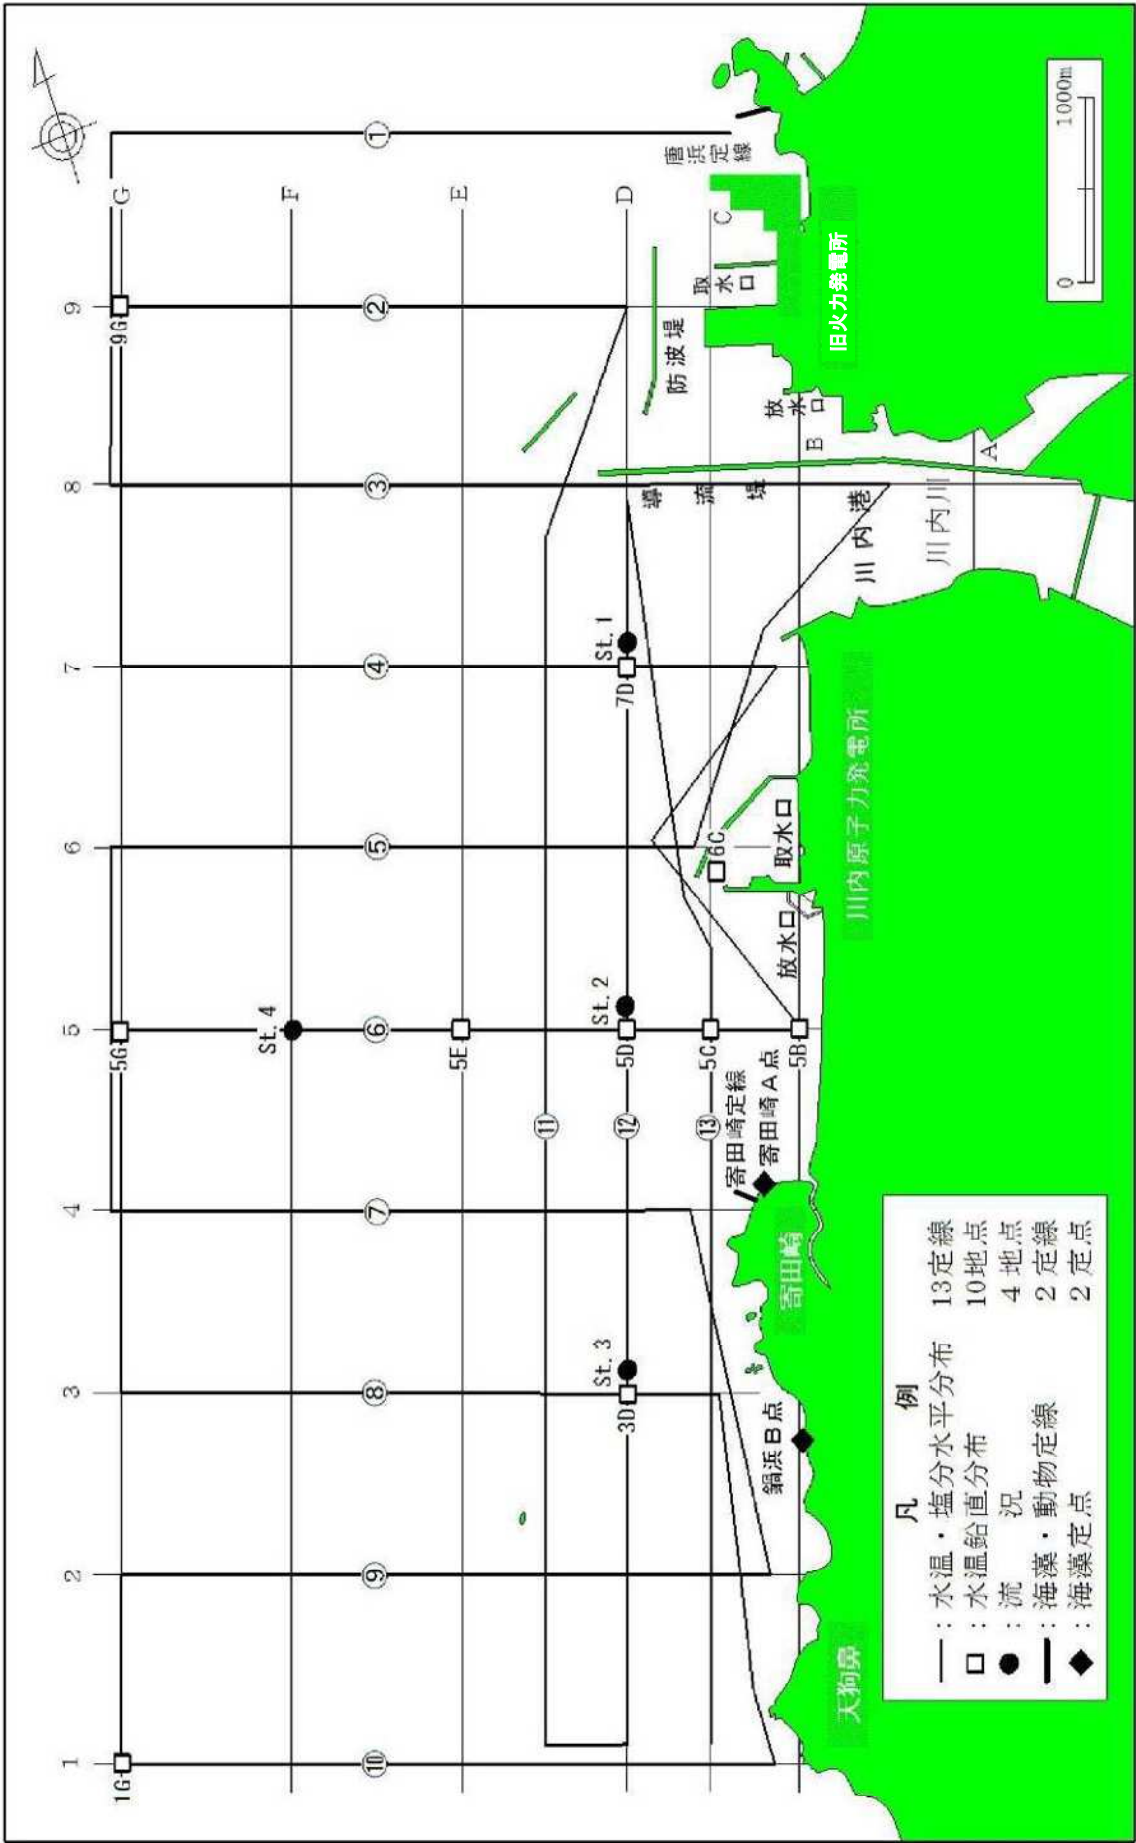 1
2
3
4
5
6
7
8
9
G
F
E
D
C
B
A
①
②
③
④
⑤
⑥
⑦
⑧
⑨
⑩
⑪
⑫
⑬
1G
5G
9G
5E
3D
5D
7D
5C
6C
5B
St.1
St.2
St.3
St.4
唐浜定線
取水口
防波堤
放水口
旧火力発電所
導流堤
川内港
川内川
取水口
放水口
川内原子力発電所
寄田崎定線
寄田崎A点
寄田崎
鍋浜B点
天狗鼻
0 1000m
凡 例
: 水温・塩分水平分布 13定線
: 水温鉛直分布 10地点
: 流 況 4地点
: 海藻・動物定線 2定線
: 海藻定点 2定点